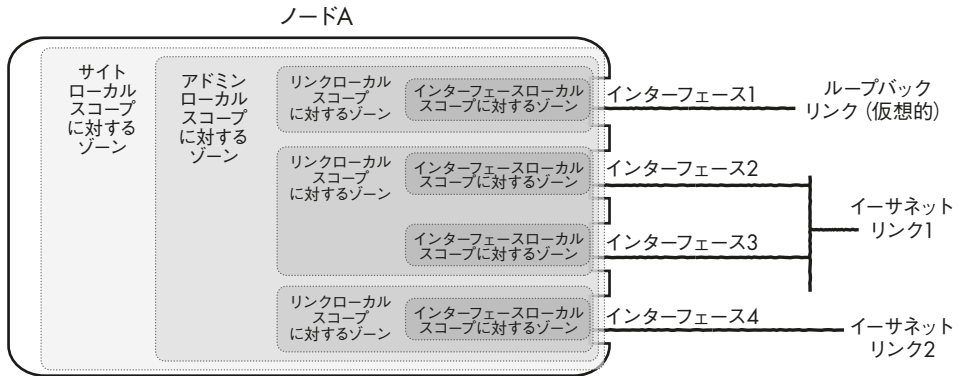 ノードA
サイト
ローカル
スコープ
に対する
ゾーン
アドミン
ローカル
スコープ
に対する
ゾーン
リンクローカル
スコープ
に対するゾーン
インターフェースローカル
スコープに対するゾーン
インターフェース1
ループバック
リンク（仮想的）
リンクローカル
スコープ
に対するゾーン
インターフェースローカル
スコープに対するゾーン
インターフェース2
インターフェースローカル
スコープに対するゾーン
インターフェース3
イーサネット
リンク1
リンクローカル
スコープ
に対するゾーン
インターフェースローカル
スコープに対するゾーン
インターフェース4
イーサネット
リンク2